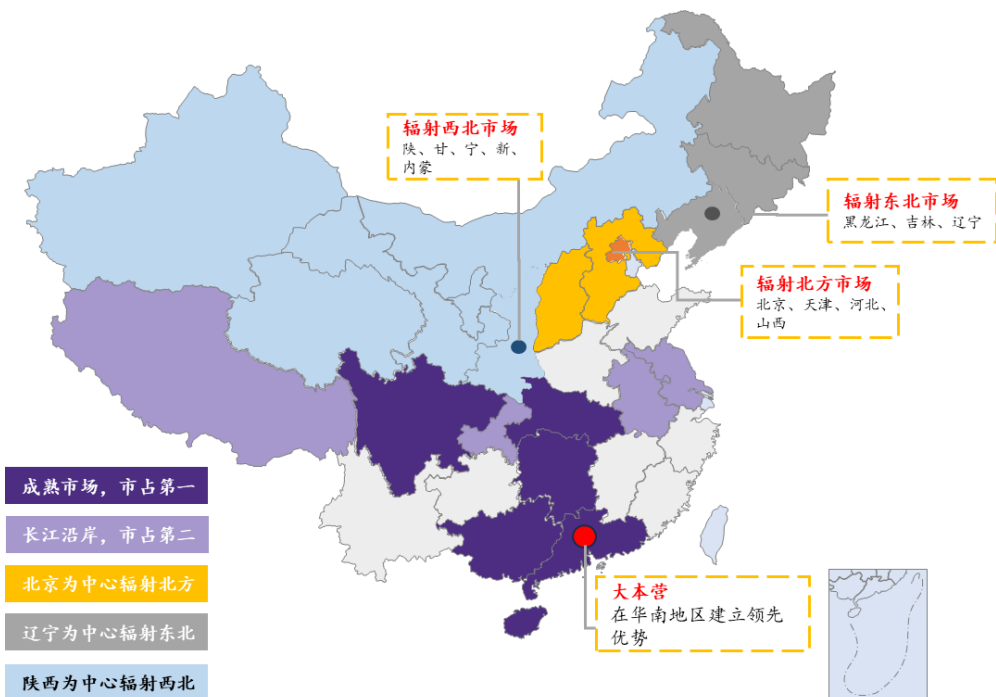 辐射西北市场
陕、甘、宁、新、
内蒙
辐射东北市场
黑龙江、吉林、辽宁
辐射北方市场
北京、天津、河北、
山西
大本营
在华南地区建立领先
优势
成熟市场，市占第一
长江沿岸，市占第二
北京为中心辐射北方
辽宁为中心辐射东北
陕西为中心辐射西北